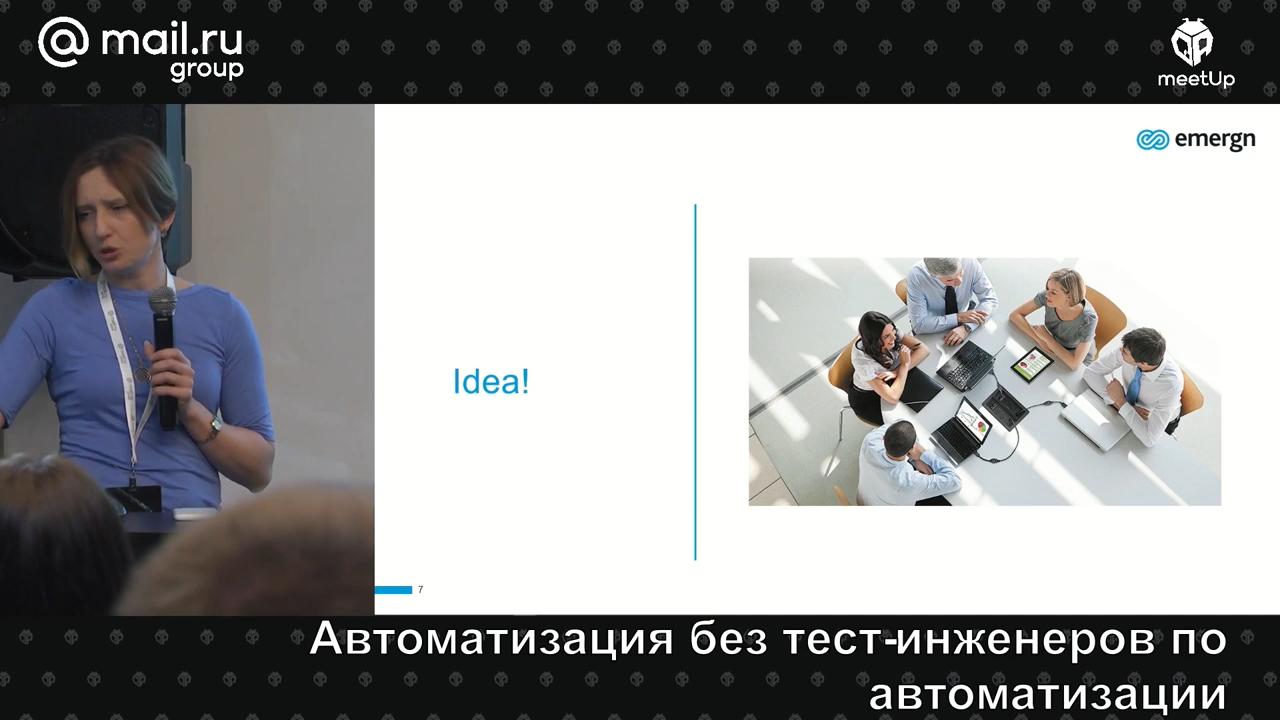 @mail.ru
group
meetUp
emergn
Idea!
7
Автоматизация без тест-инженеров по
автоматизации